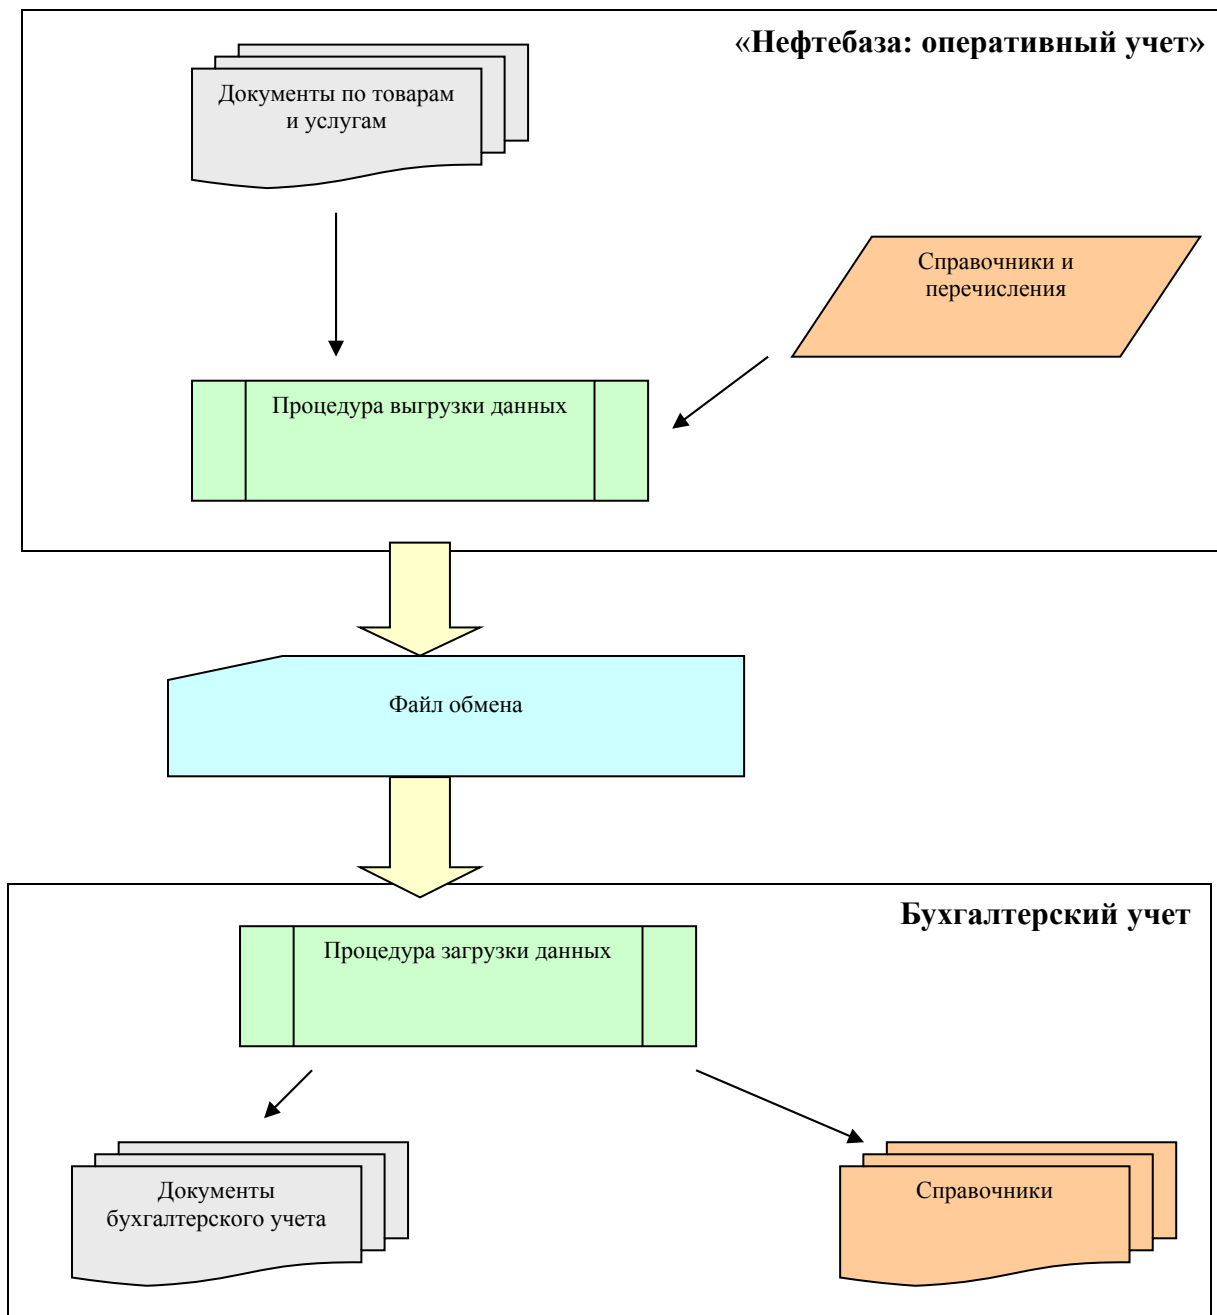 «Нефтебаза: оперативный учет»
Документы по товарам
и услугам
Справочники и
перечисления
Процедура выгрузки данных
Файл обмена
Бухгалтерский учет
Процедура загрузки данных
Документы
бухгалтерского учета
Справочники